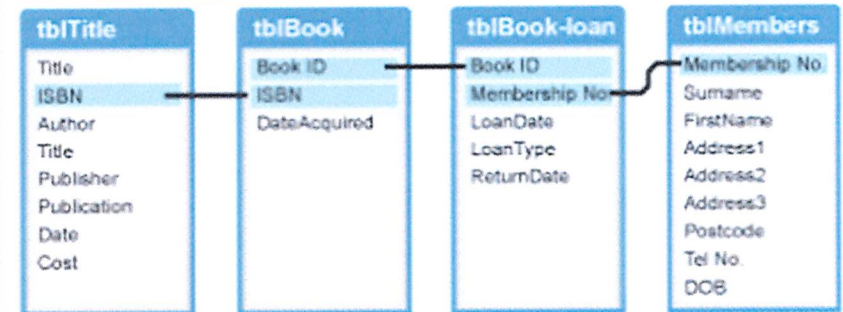 tblTitle
Title
ISBN
Author
Title
Publisher
Publication
Date
Cost
tblBook
Book ID
ISBN
DateAcquired
tblBook-loan
Book ID
Membership No
LoanDate
LoanType
ReturnDate
tblMembers
Membership No.
Surname
FirstName
Address1
Address2
Address3
Postcode
Tel No.
DOB